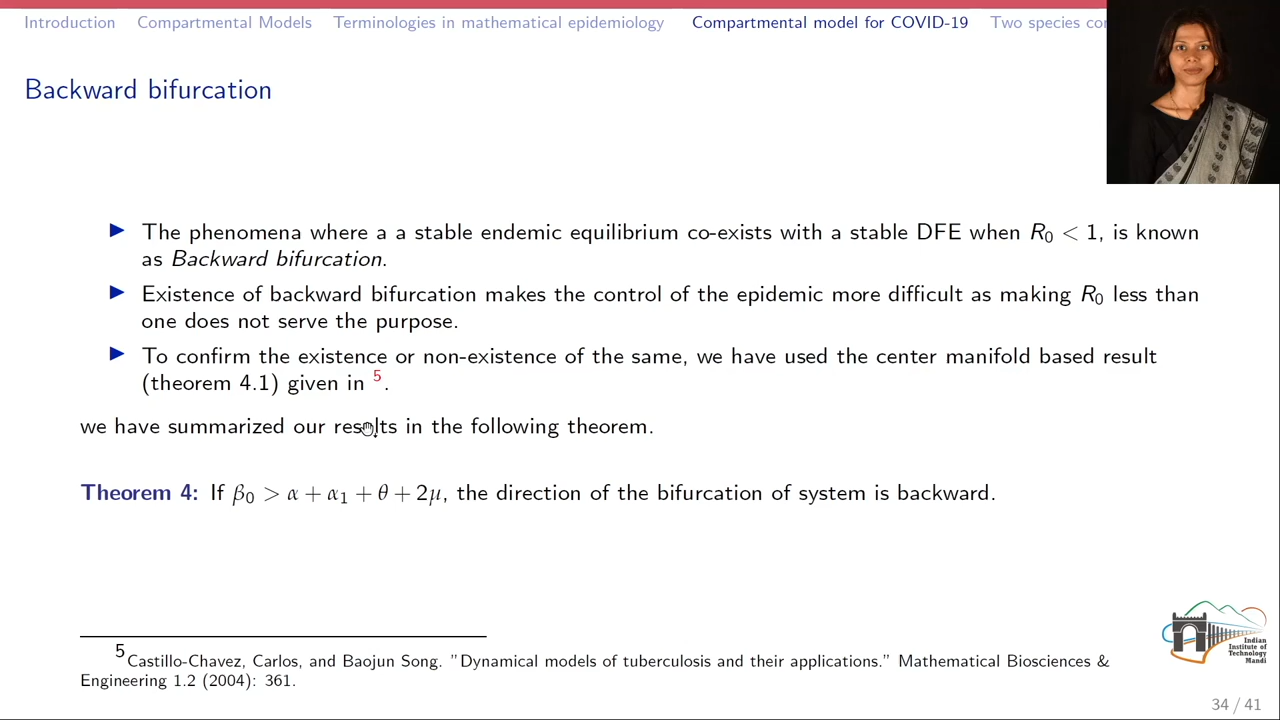 Introduction Compartmental Models Terminologies in mathematical epidemiology Compartmental model for COVID-19 Two species
Backward bifurcation
▶ The phenomena where a a stable endemic equilibrium co-exists with a stable DFE when R₀ < 1, is known
as Backward bifurcation.
▶ Existence of backward bifurcation makes the control of the epidemic more difficult as making R₀ less than
one does not serve the purpose.
▶ To confirm the existence or non-existence of the same, we have used the center manifold based result
(theorem 4.1) given in ⁵.
we have summarized our results in the following theorem.
Theorem 4: If β₀ > α + α₁ + θ + 2μ, the direction of the bifurcation of system is backward.
⁵Castillo-Chavez, Carlos, and Baojun Song. "Dynamical models of tuberculosis and their applications." Mathematical Biosciences &
Engineering 1.2 (2004): 361.
Indian
Institute of
Technology
Mandi
34 / 41